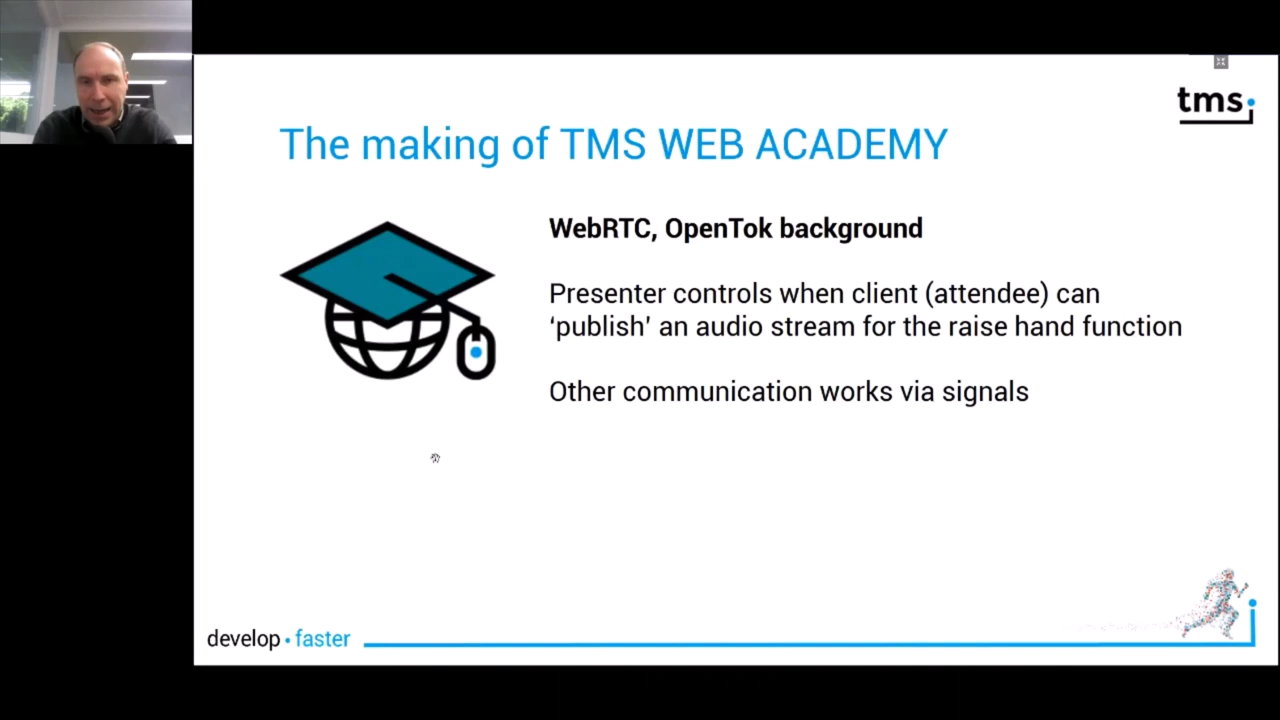 tms.
The making of TMS WEB ACADEMY
WebRTC, OpenTok background
Presenter controls when client (attendee) can
‘publish’ an audio stream for the raise hand function
Other communication works via signals
develop • faster